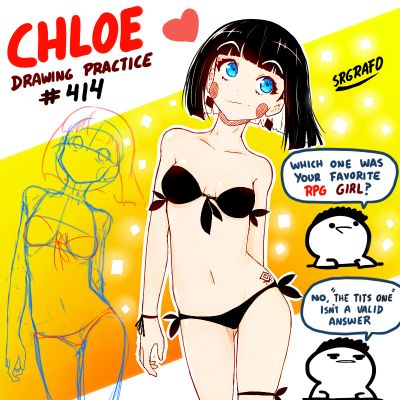 CHLOE
DRAWING PRACTICE
# 414
SRGRAFO
WHICH ONE WAS
YOUR FAVORITE
RPG GIRL?
NO, "THE TITS ONE"
ISN'T A VALID
ANSWER